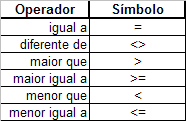 Operador Símbolo
igual a =
diferente de <>
maior que >
maior igual a >=
menor que <
menor igual a <=